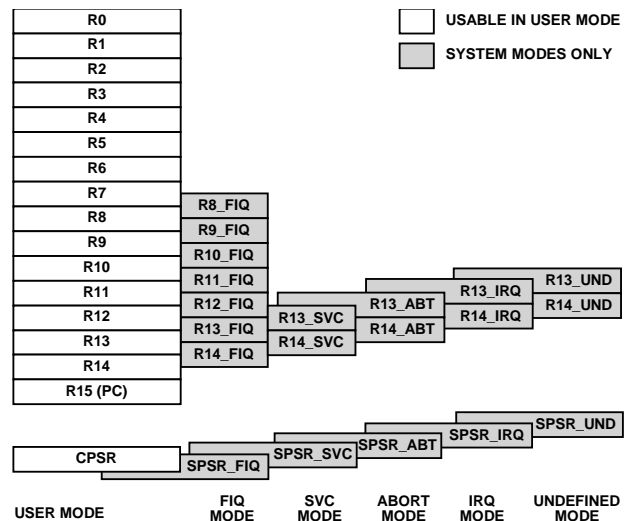 R0
R1
R2
R3
R4
R5
R6
R7
R8
R9
R10
R11
R12
R13
R14
R15 (PC)
R8_FIQ
R9_FIQ
R10_FIQ
R11_FIQ
R12_FIQ
R13_FIQ
R14_FIQ
R13_SVC
R14_SVC
R13_ABT
R14_ABT
R13_IRQ
R14_IRQ
R13_UND
R14_UND
USABLE IN USER MODE
SYSTEM MODES ONLY
CPSR
SPSR_FIQ
SPSR_SVC
SPSR_ABT
SPSR_IRQ
SPSR_UND
USER MODE
FIQ
MODE
SVC
MODE
ABORT
MODE
IRQ
MODE
UNDEFINED
MODE